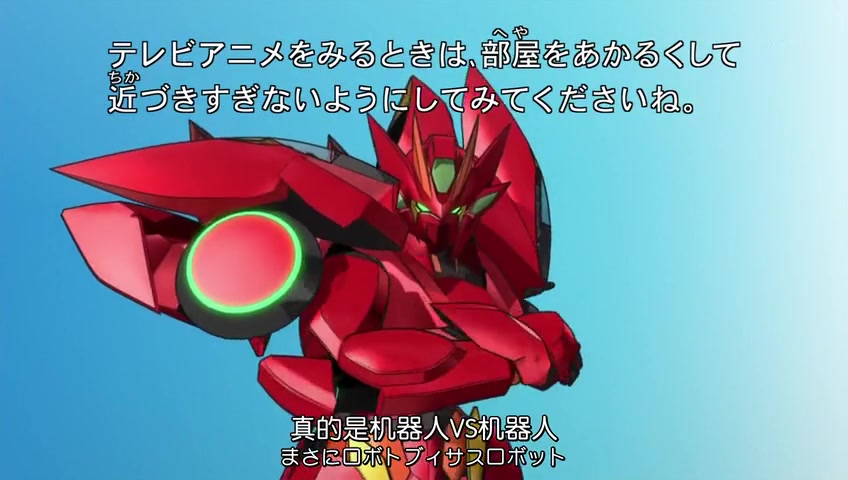 テレビアニメをみるときは、部屋をあかるくして
近づきすぎないようにしてみてくださいね。
真的是机器人VS机器人
まさにロボトブィサスロボット